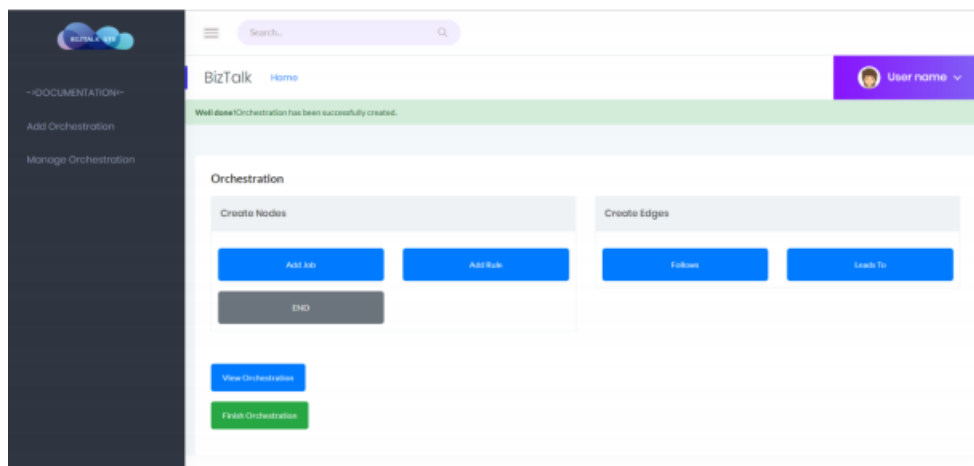 BIZTALK
Search..
BizTalk Home
User name
-»DOCUMENTATION«-
Well done!Orchestration has been successfully created.
Add Orchestration
Manage Orchestration
Orchestration
Create Nodes
Create Edges
Add Job
Add Rule
Follows
Leads To
END
View Orchestration
Finish Orchestration